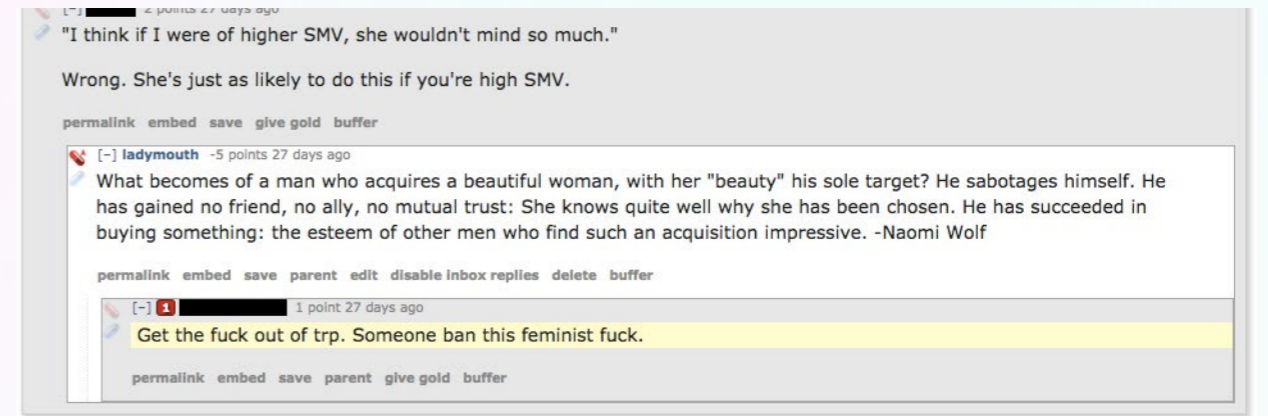 [-] 2 points 27 days ago
"I think if I were of higher SMV, she wouldn't mind so much."
Wrong. She's just as likely to do this if you're high SMV.
permalink embed save give gold buffer
[-] ladymouth -5 points 27 days ago
What becomes of a man who acquires a beautiful woman, with her "beauty" his sole target? He sabotages himself. He
has gained no friend, no ally, no mutual trust: She knows quite well why she has been chosen. He has succeeded in
buying something: the esteem of other men who find such an acquisition impressive. -Naomi Wolf
permalink embed save parent edit disable inbox replies delete buffer
[-] 1 1 point 27 days ago
Get the fuck out of trp. Someone ban this feminist fuck.
permalink embed save parent give gold buffer